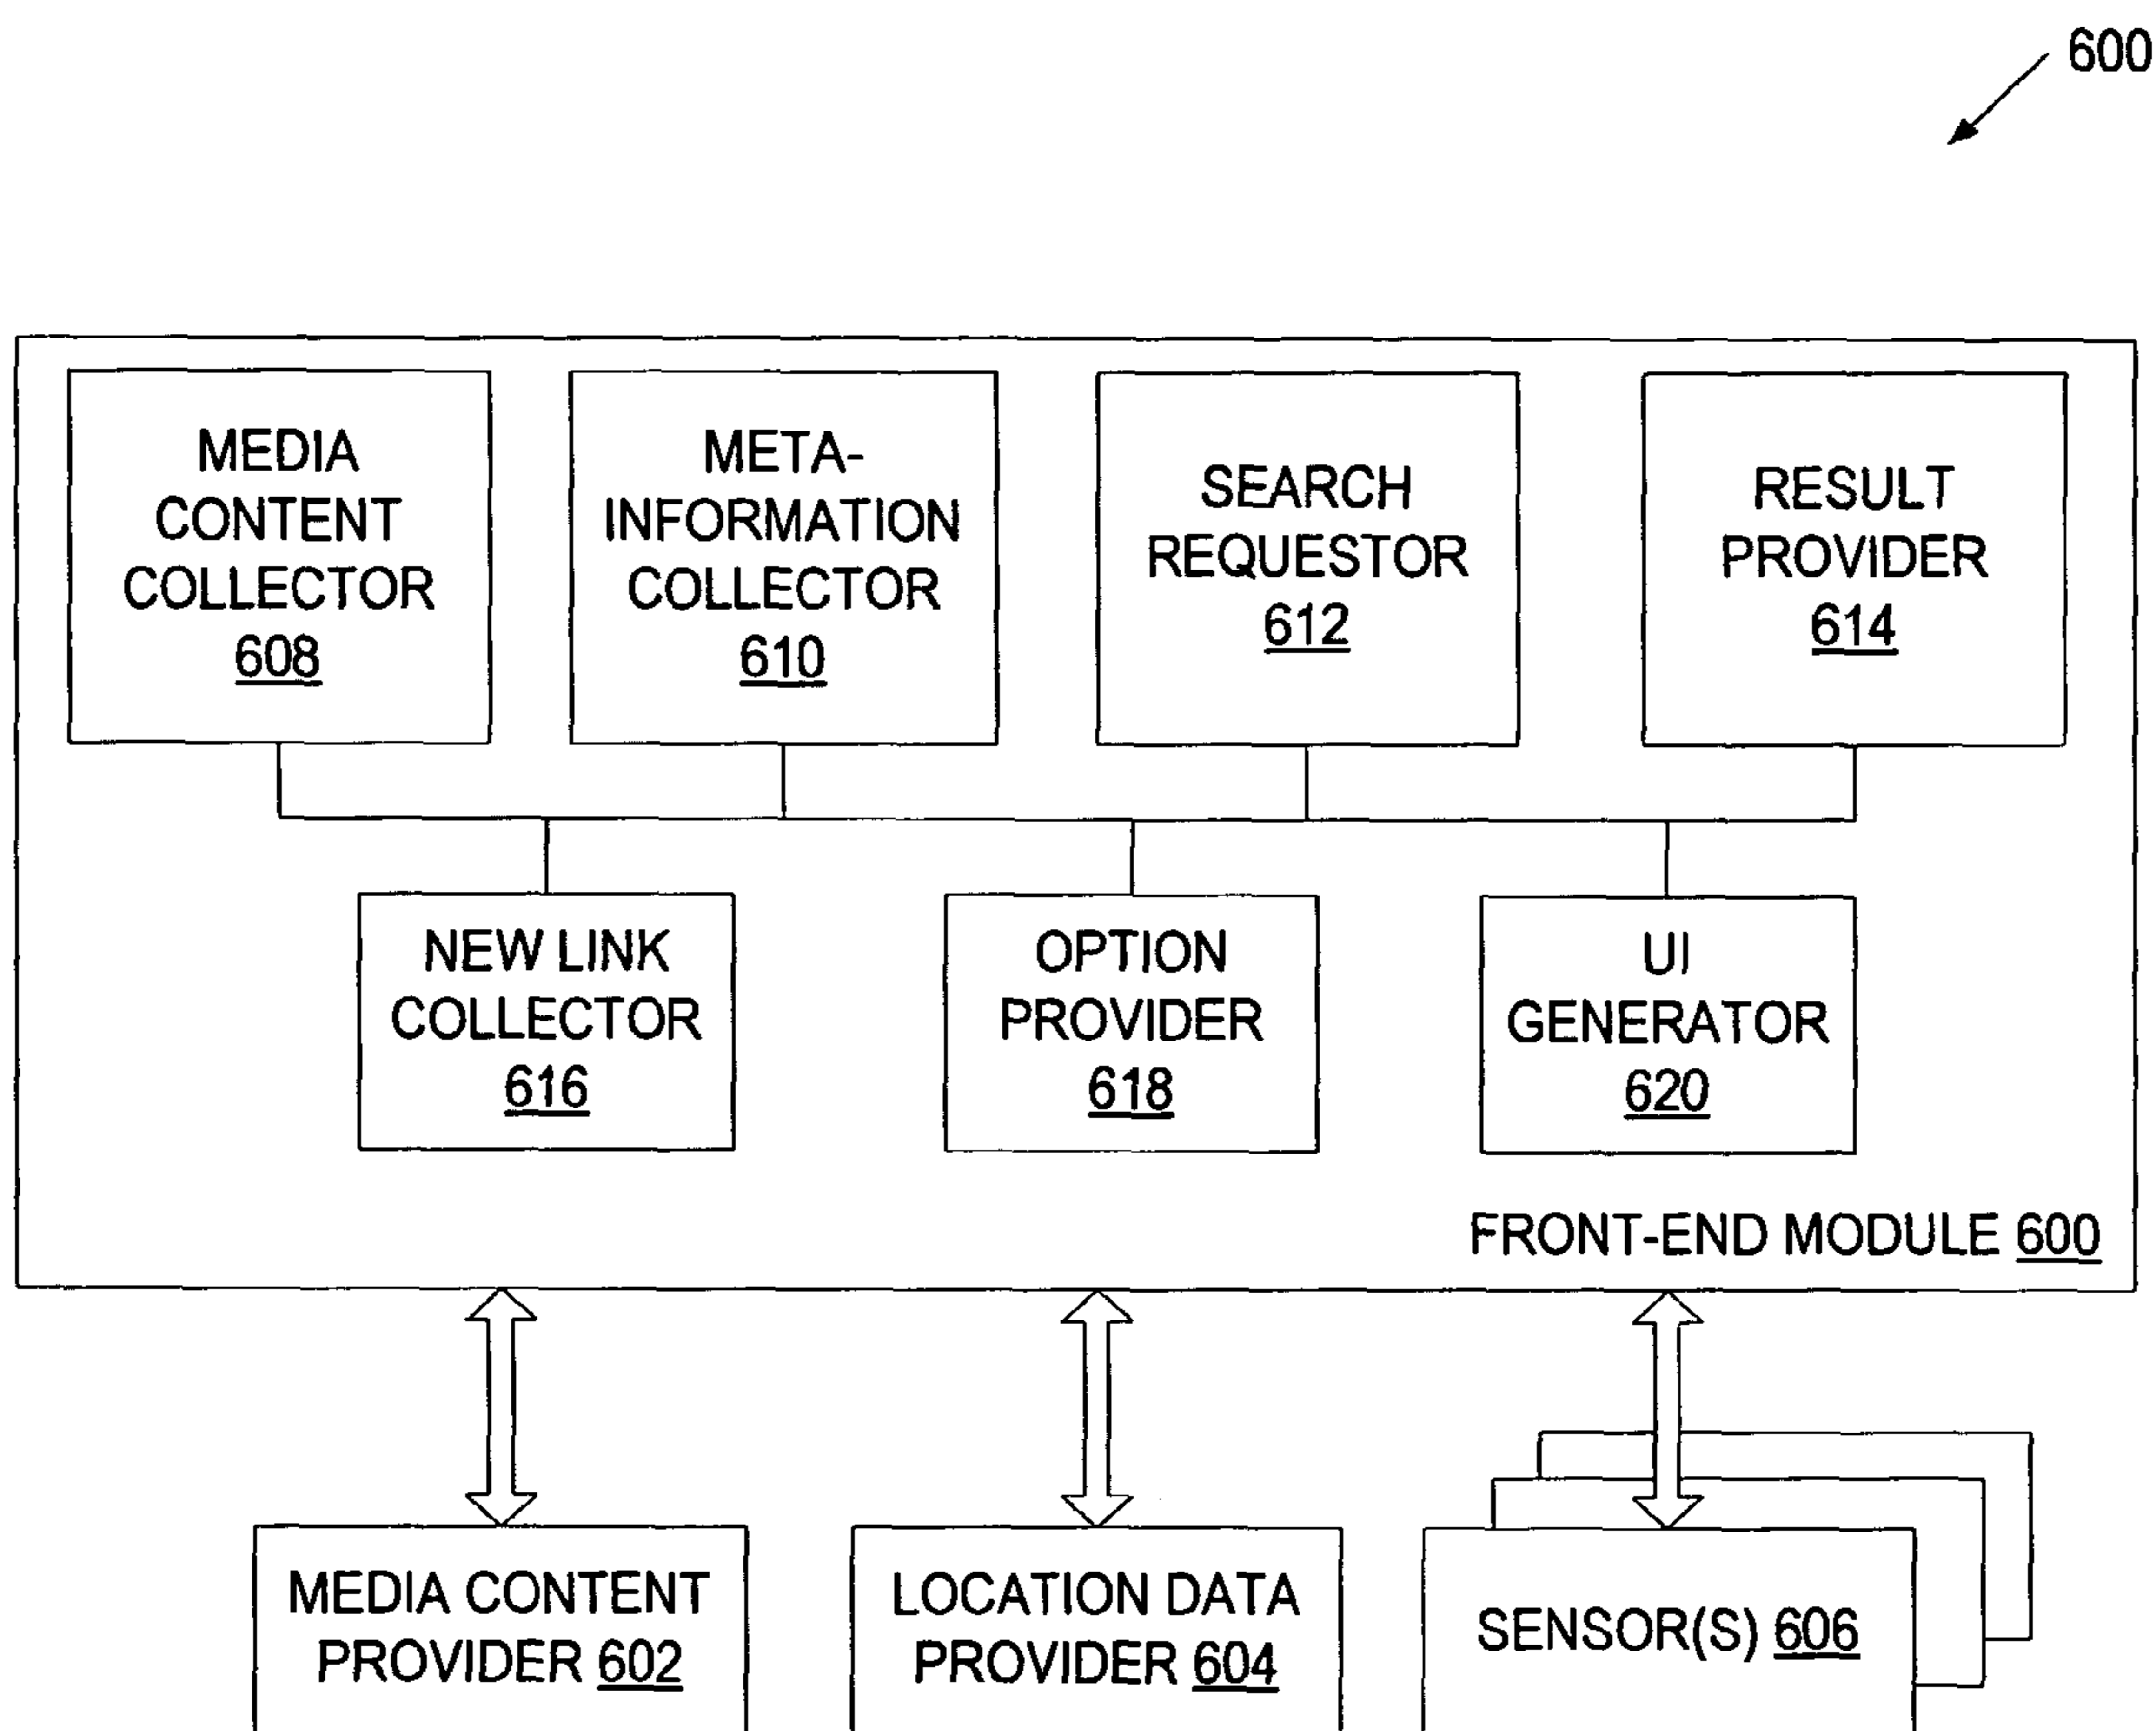 600
MEDIA
CONTENT
COLLECTOR
608
META-
INFORMATION
COLLECTOR
610
SEARCH
REQUESTOR
612
RESULT
PROVIDER
614
NEW LINK
COLLECTOR
616
OPTION
PROVIDER
618
UI
GENERATOR
620
FRONT-END MODULE 600
MEDIA CONTENT
PROVIDER 602
LOCATION DATA
PROVIDER 604
SENSOR(S) 606